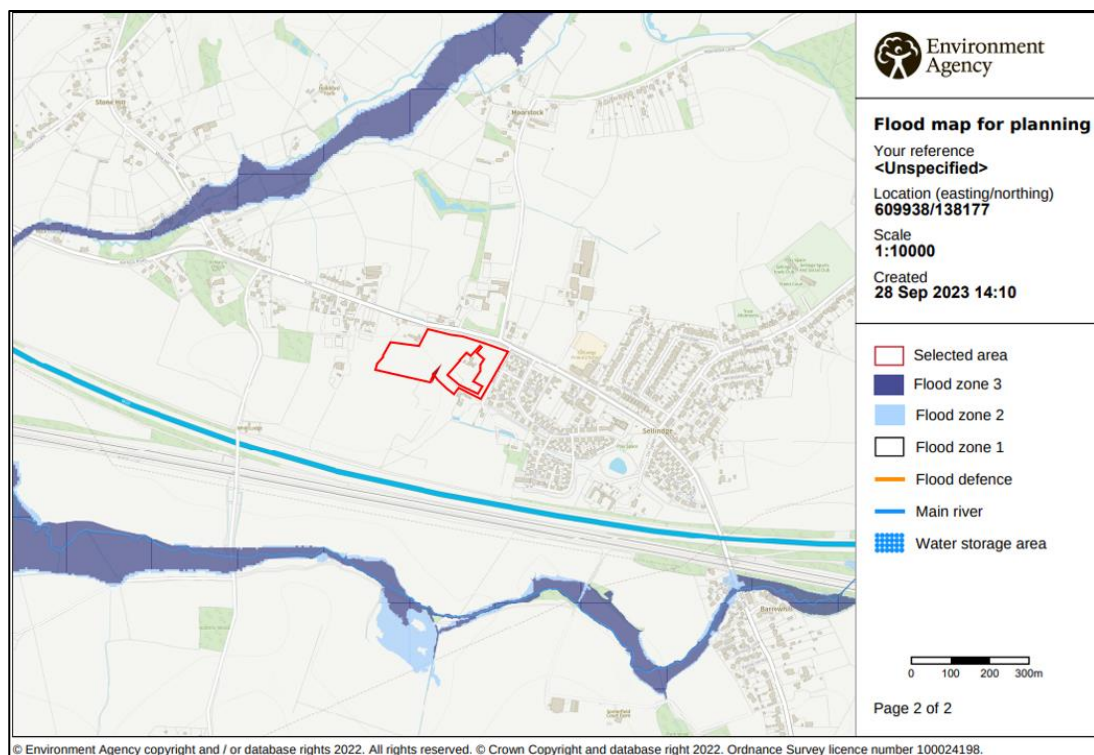 Environment
Agency
Flood map for planning
Your reference
<Unspecified>
Location (easting/northing)
609938/138177
Scale
1:10000
Created
28 Sep 2023 14:10
Selected area
Flood zone 3
Flood zone 2
Flood zone 1
Flood defence
Main river
Water storage area
0 100 200 300m
Page 2 of 2
Stone Hill
Moorstock
Sellindge
Barrowhill
© Environment Agency copyright and / or database rights 2022. All rights reserved. © Crown Copyright and database right 2022. Ordnance Survey licence number 100024198.